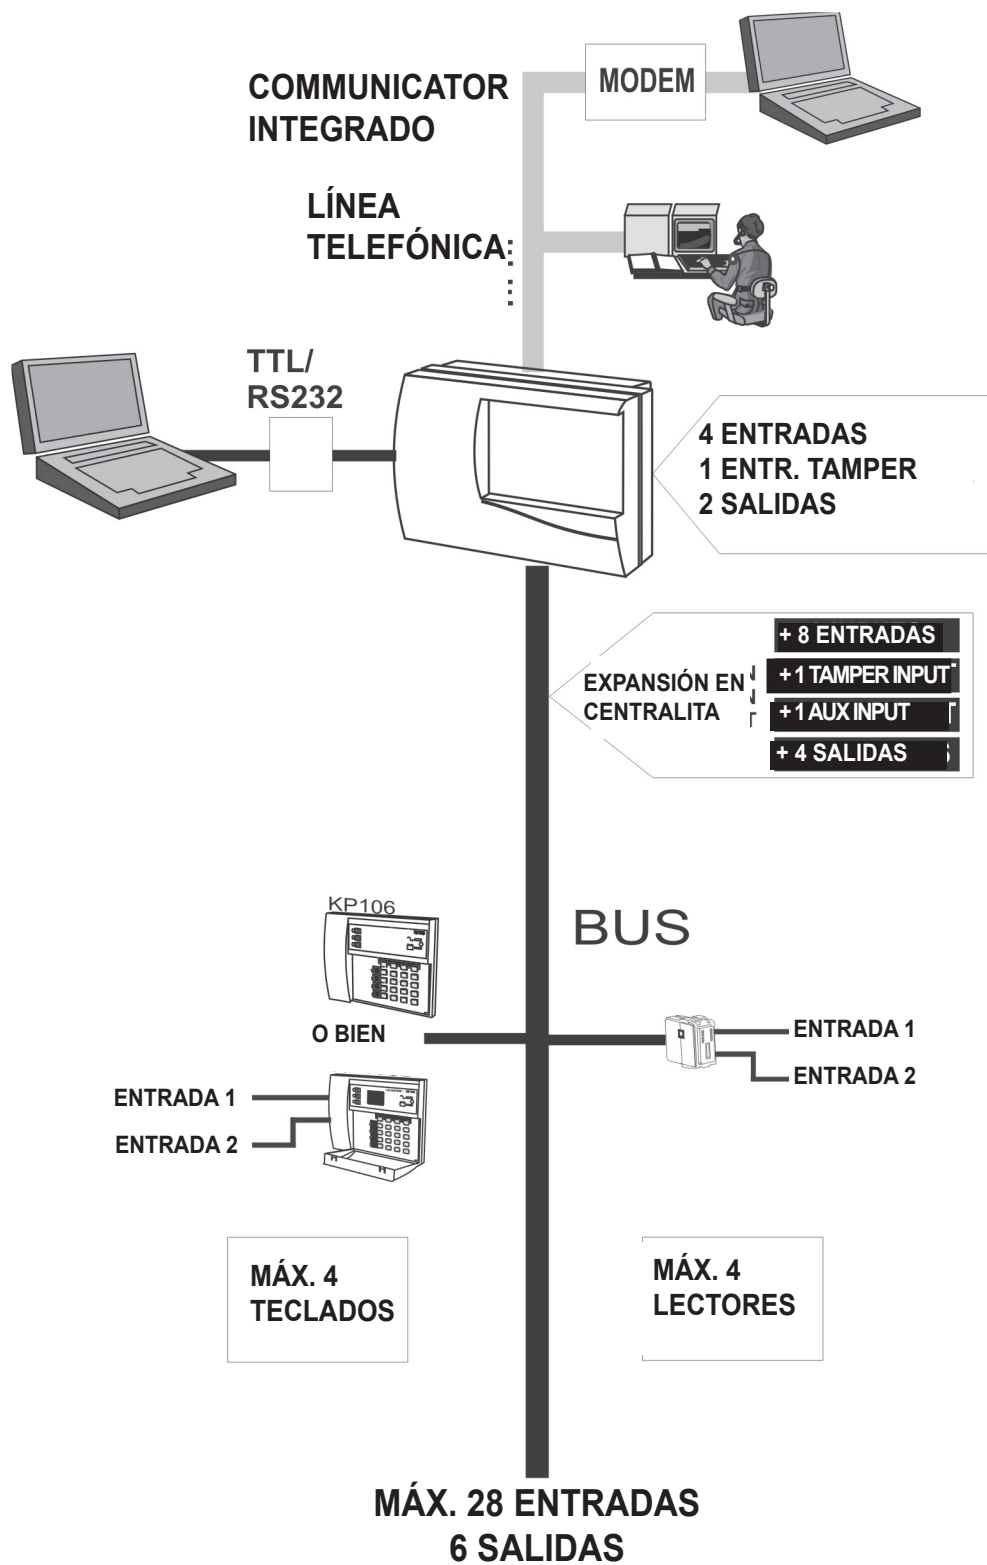 COMMUNICATOR
INTEGRADO
MODEM
LÍNEA
TELEFÓNICA
TTL/
RS232
4 ENTRADAS
1 ENTR. TAMPER
2 SALIDAS
EXPANSIÓN EN
CENTRALITA
+ 8 ENTRADAS
+1 TAMPER INPUT
+1 AUX INPUT
+ 4 SALIDAS
KP106
BUS
O BIEN
ENTRADA 1
ENTRADA 2
ENTRADA 1
ENTRADA 2
MÁX. 4
TECLADOS
MÁX. 4
LECTORES
MÁX. 28 ENTRADAS
6 SALIDAS